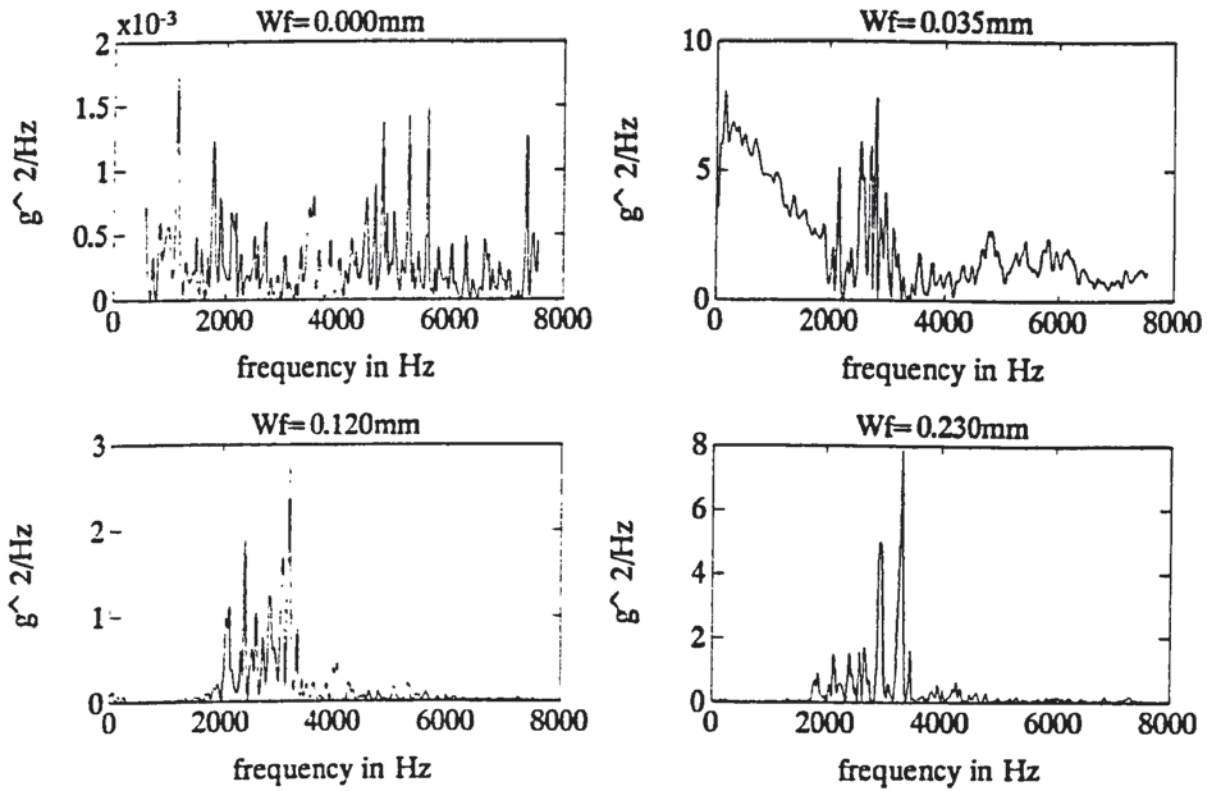 x10-3 Wf= 0.000mm
2
1.5
1
0.5
0
g^ 2/Hz
0 2000 4000 6000 8000
frequency in Hz
Wf= 0.035mm
10
5
0
g^ 2/Hz
0 2000 4000 6000 8000
frequency in Hz
Wf= 0.120mm
3
2
1
0
g^ 2/Hz
0 2000 4000 6000 8000
frequency in Hz
Wf= 0.230mm
8
6
4
2
0
g^ 2/Hz
0 2000 4000 6000 8000
frequency in Hz